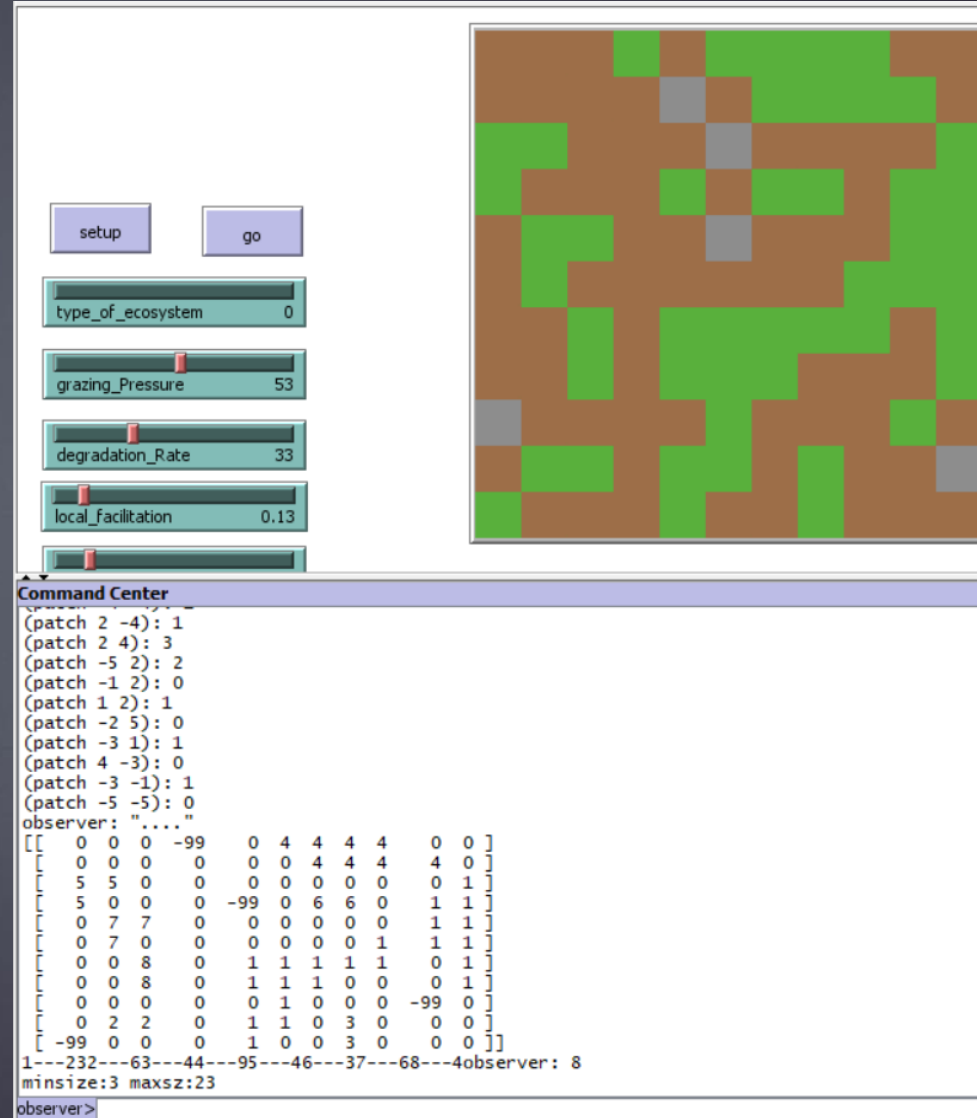 setup
go
type_of_ecosystem 0
grazing_Pressure 53
degradation_Rate 33
local_facilitation 0.13
Command Center
(patch 2 -4): 1
(patch 2 4): 3
(patch -5 2): 2
(patch -1 2): 0
(patch 1 2): 1
(patch -2 5): 0
(patch -3 1): 1
(patch 4 -3): 0
(patch -3 -1): 1
(patch -5 -5): 0
observer: "...."
[[ 0 0 0 -99 0 4 4 4 4 0 0 ]
[ 0 0 0 0 0 0 4 4 4 4 0 ]
[ 5 5 0 0 0 0 0 0 0 0 1 ]
[ 5 0 0 0 -99 0 6 6 0 1 1 ]
[ 0 7 7 0 0 0 0 0 0 1 1 ]
[ 0 7 0 0 0 0 0 0 1 1 1 ]
[ 0 0 8 0 1 1 1 1 1 0 1 ]
[ 0 0 8 0 1 1 1 0 0 0 1 ]
[ 0 0 0 0 0 1 0 0 0 -99 0 ]
[ 0 2 2 0 1 1 0 3 0 0 0 ]
[ -99 0 0 0 1 0 0 3 0 0 0 ]]
1---232---63---44---95---46---37---68---4observer: 8
minsize:3 maxsz:23
observer>